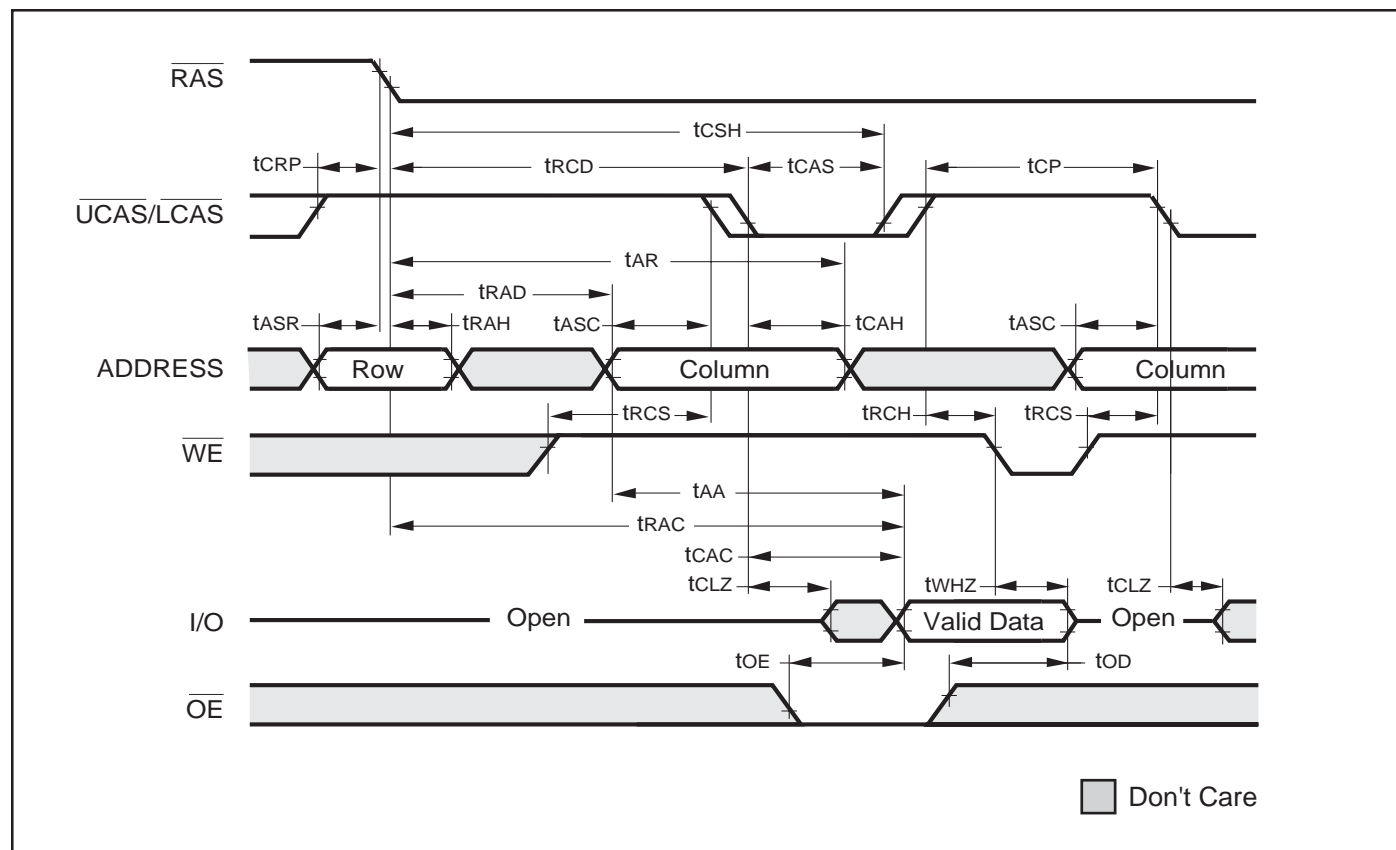 RAS
tCSH
tCRP tRCD tCAS tCP
UCAS/LCAS
tAR
tRAD
tASR tRAH tASC tCAH tASC
ADDRESS Row Column Column
tRCS tRCH tRCS
WE
tAA
tRAC
tCAC
tCLZ tWHZ tCLZ
I/O Open Valid Data Open
tOE tOD
OE
Don't Care